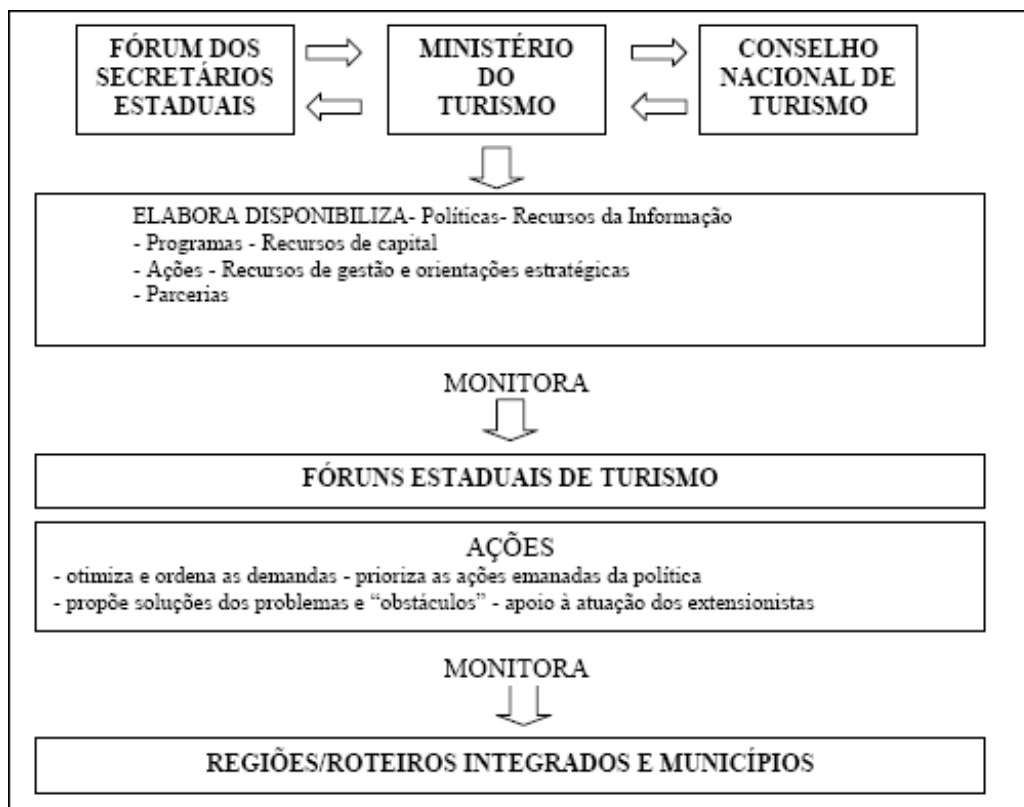 FÓRUM DOS
SECRETÁRIOS
ESTADUAIS
MINISTÉRIO
DO
TURISMO
CONSELHO
NACIONAL DE
TURISMO
ELABORA DISPONIBILIZA- Políticas- Recursos da Informação
- Programas - Recursos de capital
- Ações - Recursos de gestão e orientações estratégicas
- Parcerias
MONITORA
FÓRUNS ESTADUAIS DE TURISMO
AÇÕES
- otimiza e ordena as demandas - prioriza as ações emanadas da política
- propõe soluções dos problemas e “obstáculos” - apoio à atuação dos extensionistas
MONITORA
REGIÕES/ROTEIROS INTEGRADOS E MUNICÍPIOS